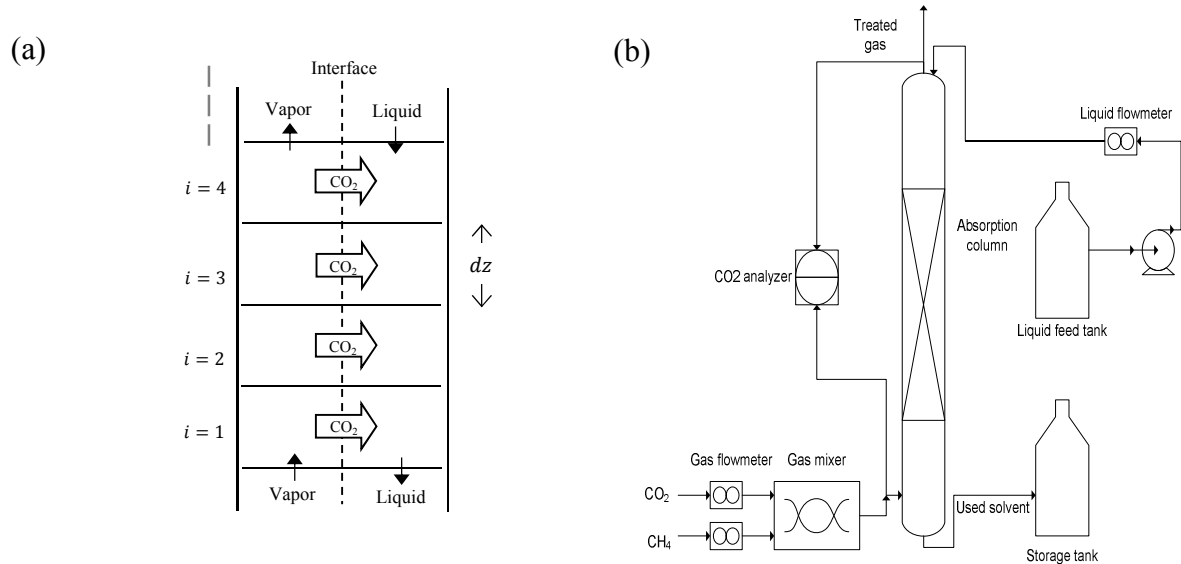 (a)
Interface
Vapor
Liquid
i = 4
CO₂
i = 3
CO₂
dz
i = 2
CO₂
i = 1
CO₂
Vapor
Liquid
(b)
Treated
gas
Liquid flowmeter
Absorption
column
CO2 analyzer
Liquid feed tank
Gas flowmeter
Gas mixer
CO₂
CH₄
Used solvent
Storage tank